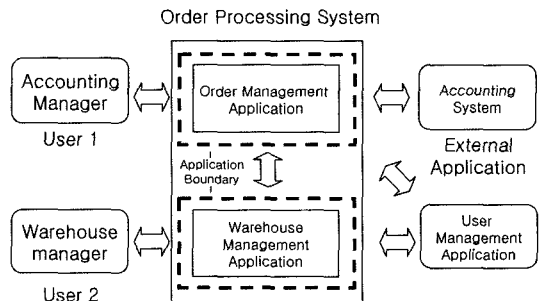 Order Processing System
Accounting
Manager
User 1
Order Management
Application
Accounting
System
External
Application
Application
Boundary
Warehouse
manager
User 2
Warehouse
Management
Application
User
Management
Application